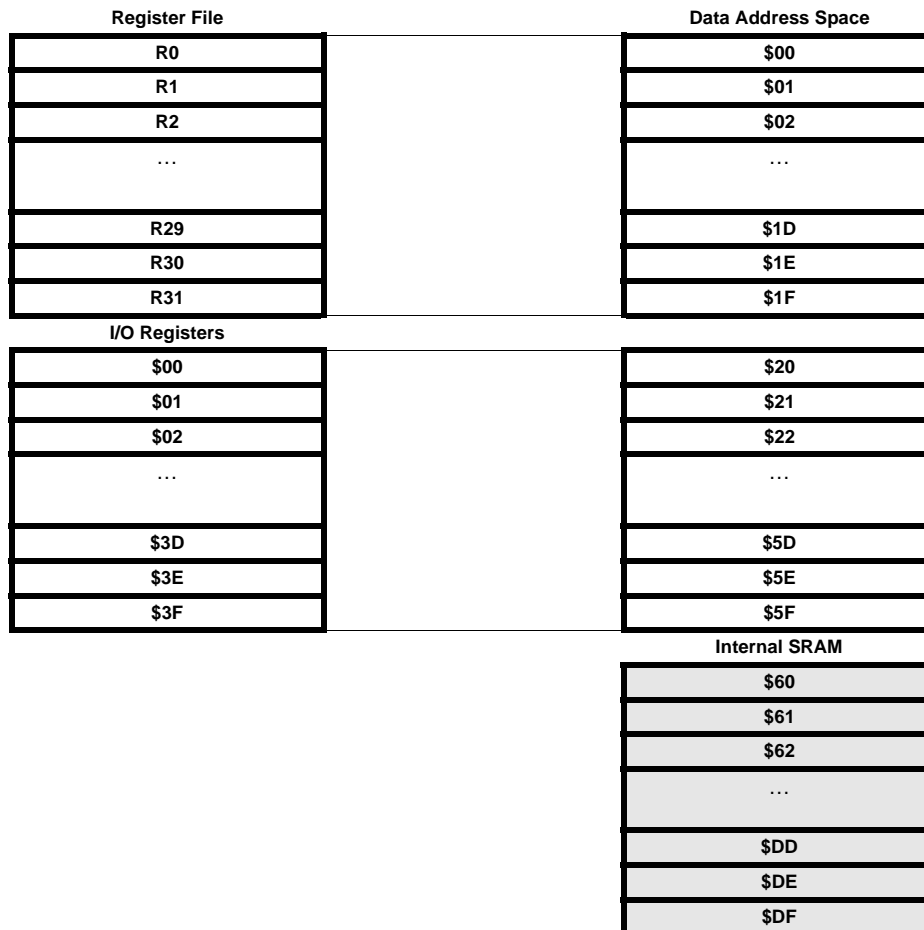 Register File Data Address Space
R0 $00
R1 $01
R2 $02
... ...
R29 $1D
R30 $1E
R31 $1F
I/O Registers
$00 $20
$01 $21
$02 $22
... ...
$3D $5D
$3E $5E
$3F $5F
Internal SRAM
$60
$61
$62
...
$DD
$DE
$DF